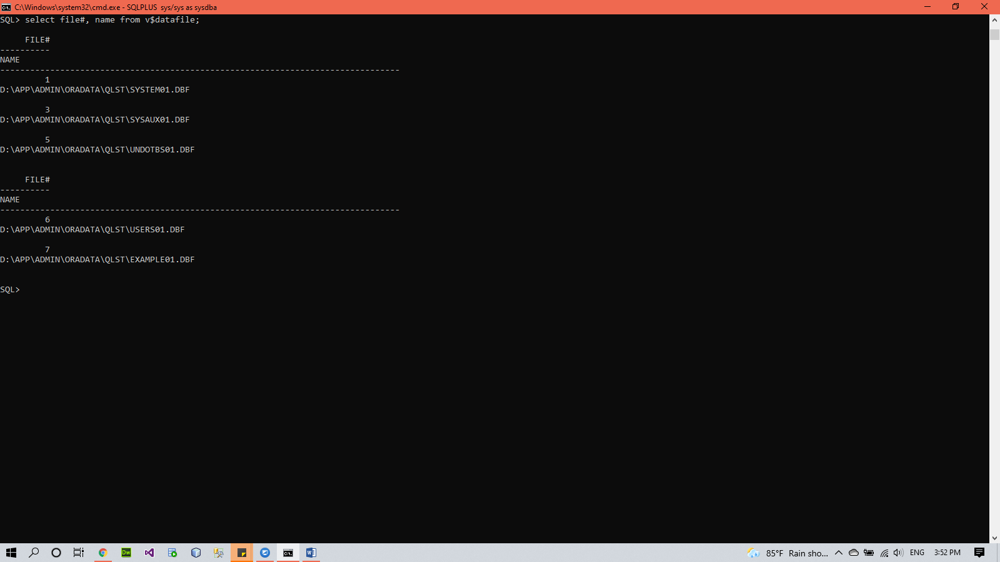 C:\Windows\system32\cmd.exe - SQLPLUS  sys/sys as sysdba
SQL> select file#, name from v$datafile;
     FILE#
----------
NAME
--------------------------------------------------------------------------------
         1
D:\APP\ADMIN\ORADATA\QLST\SYSTEM01.DBF
         3
D:\APP\ADMIN\ORADATA\QLST\SYSAUX01.DBF
         5
D:\APP\ADMIN\ORADATA\QLST\UNDOTBS01.DBF
     FILE#
----------
NAME
--------------------------------------------------------------------------------
         6
D:\APP\ADMIN\ORADATA\QLST\USERS01.DBF
         7
D:\APP\ADMIN\ORADATA\QLST\EXAMPLE01.DBF
SQL>
Dw
C:\.
85°F Rain sho... ENG 3:52 PM